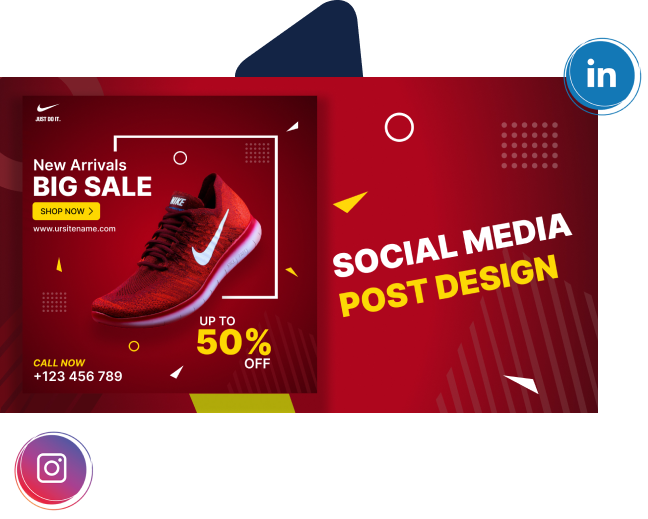 JUST DO IT.
New Arrivals
BIG SALE
SHOP NOW
www.ursitename.com
NIKE
UP TO
50%
OFF
CALL NOW
+123 456 789
SOCIAL MEDIA
POST DESIGN
in